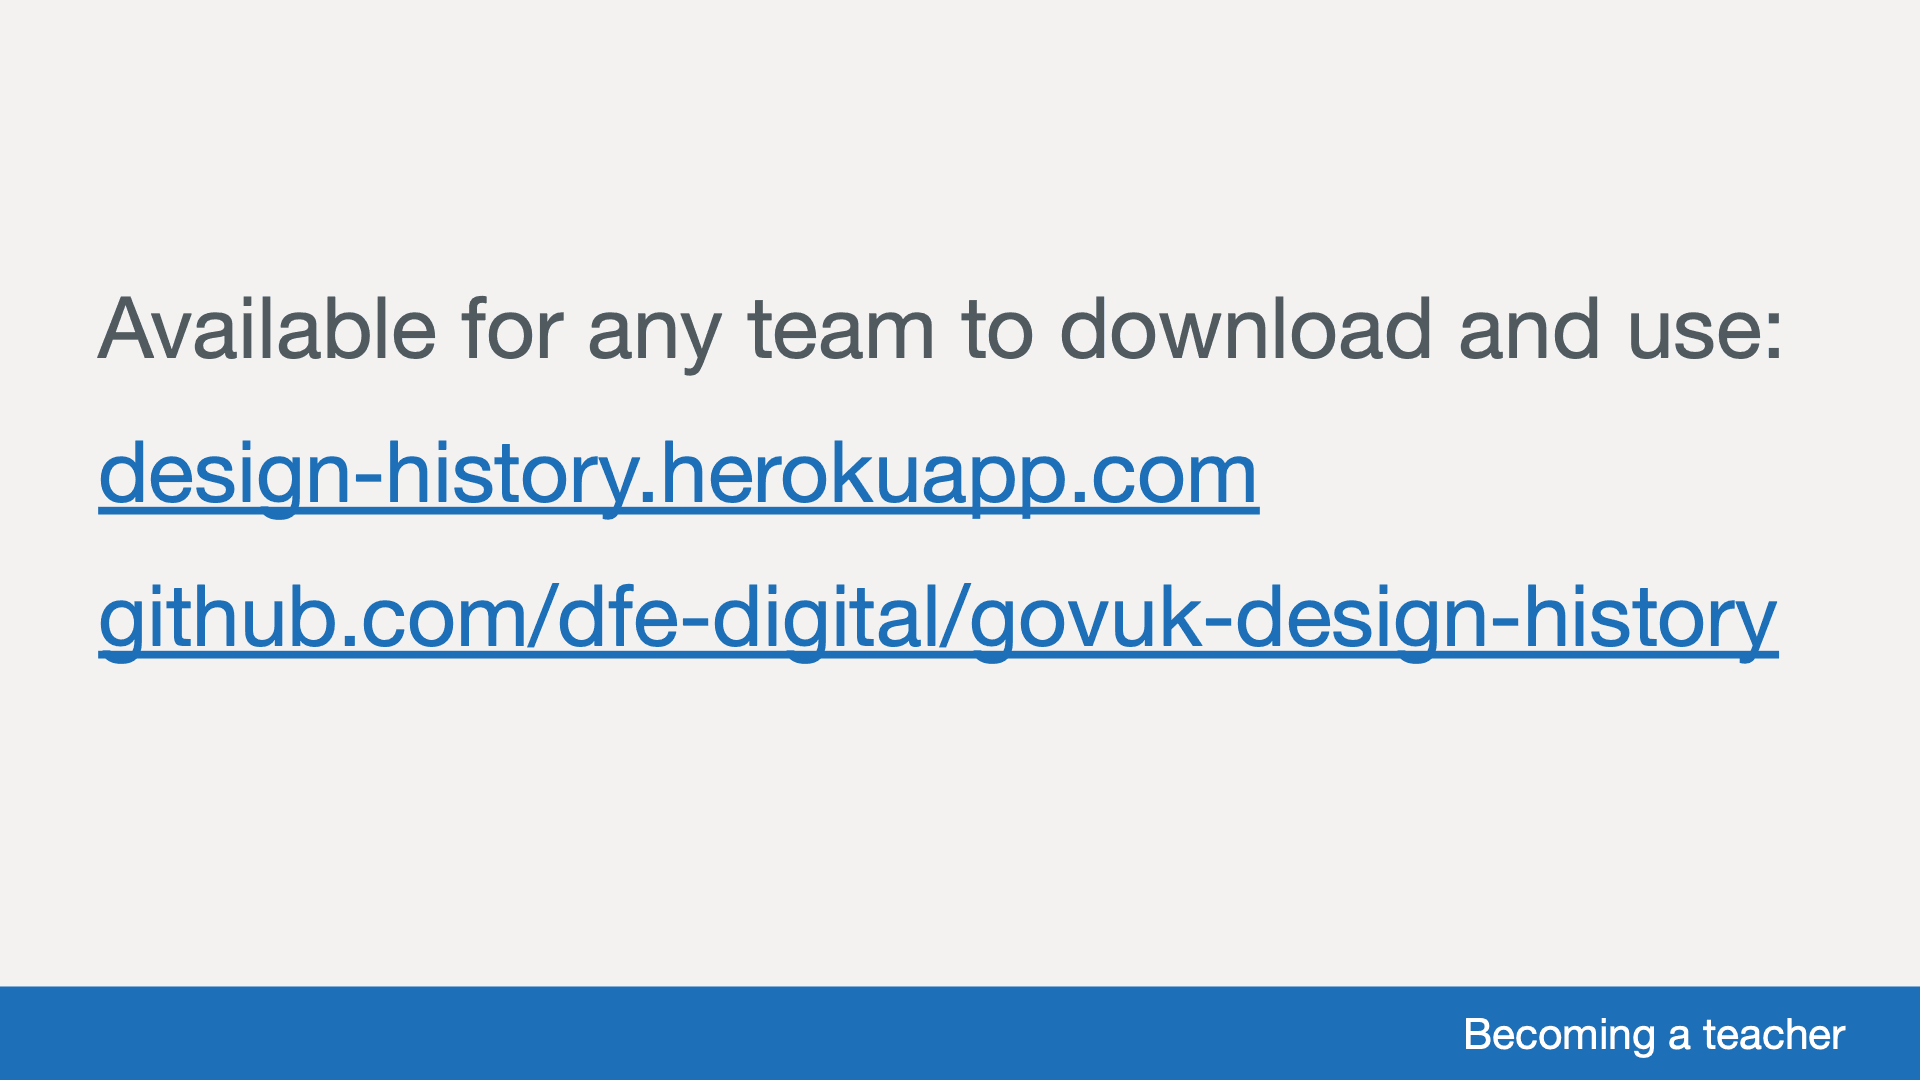 Available for any team to download and use:
design-history.herokuapp.com
github.com/dfe-digital/govuk-design-history
Becoming a teacher